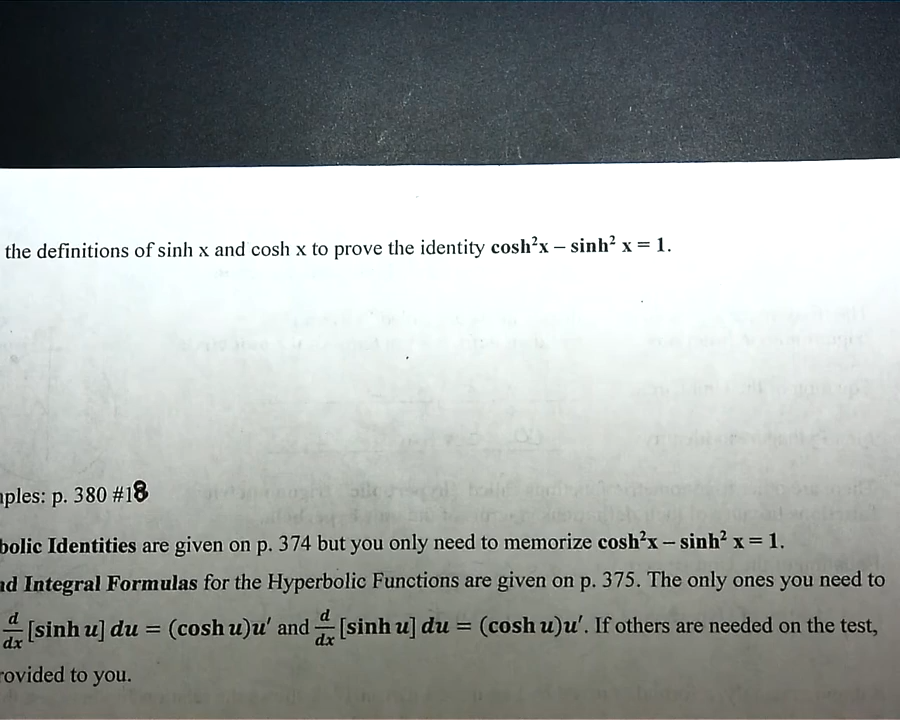 the definitions of sinh x and cosh x to prove the identity cosh²x – sinh² x = 1.
ples: p. 380 #18
bolic Identities are given on p. 374 but you only need to memorize cosh²x – sinh² x = 1.
d Integral Formulas for the Hyperbolic Functions are given on p. 375. The only ones you need to
d/dx [sinh u] du = (cosh u)u′ and d/dx [sinh u] du = (cosh u)u′. If others are needed on the test,
rovided to you.